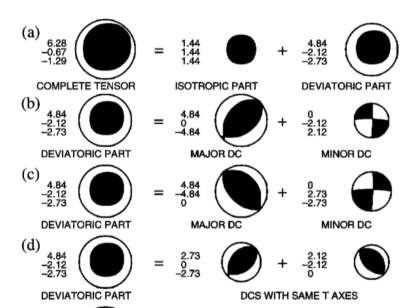 (a) 6.28 = 1.44 + 4.84
-0.67 1.44 -2.12
-1.29 1.44 -2.73
COMPLETE TENSOR ISOTROPIC PART DEVIATORIC PART
(b) 4.84 = 4.84 + 0
-2.12 0 -2.12
-2.73 -4.84 2.12
DEVIATORIC PART MAJOR DC MINOR DC
(c) 4.84 = 4.84 + 0
-2.12 -4.84 2.73
-2.73 0 -2.73
DEVIATORIC PART MAJOR DC MINOR DC
(d) 4.84 = 2.73 + 2.12
-2.12 0 -2.12
-2.73 -2.73 0
DEVIATORIC PART DCS WITH SAME T AXES